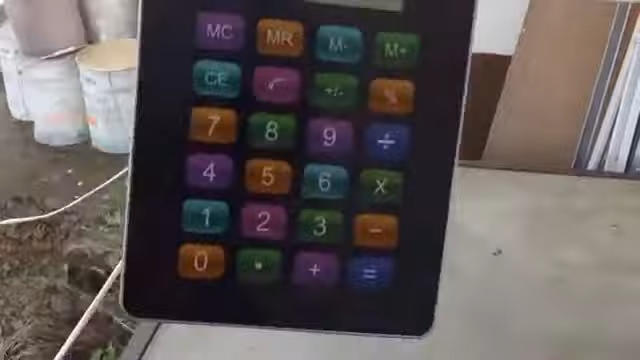 MC MR M- M+
CE √ +/- %
7 8 9 ÷
4 5 6 X
1 2 3 -
0 . + =